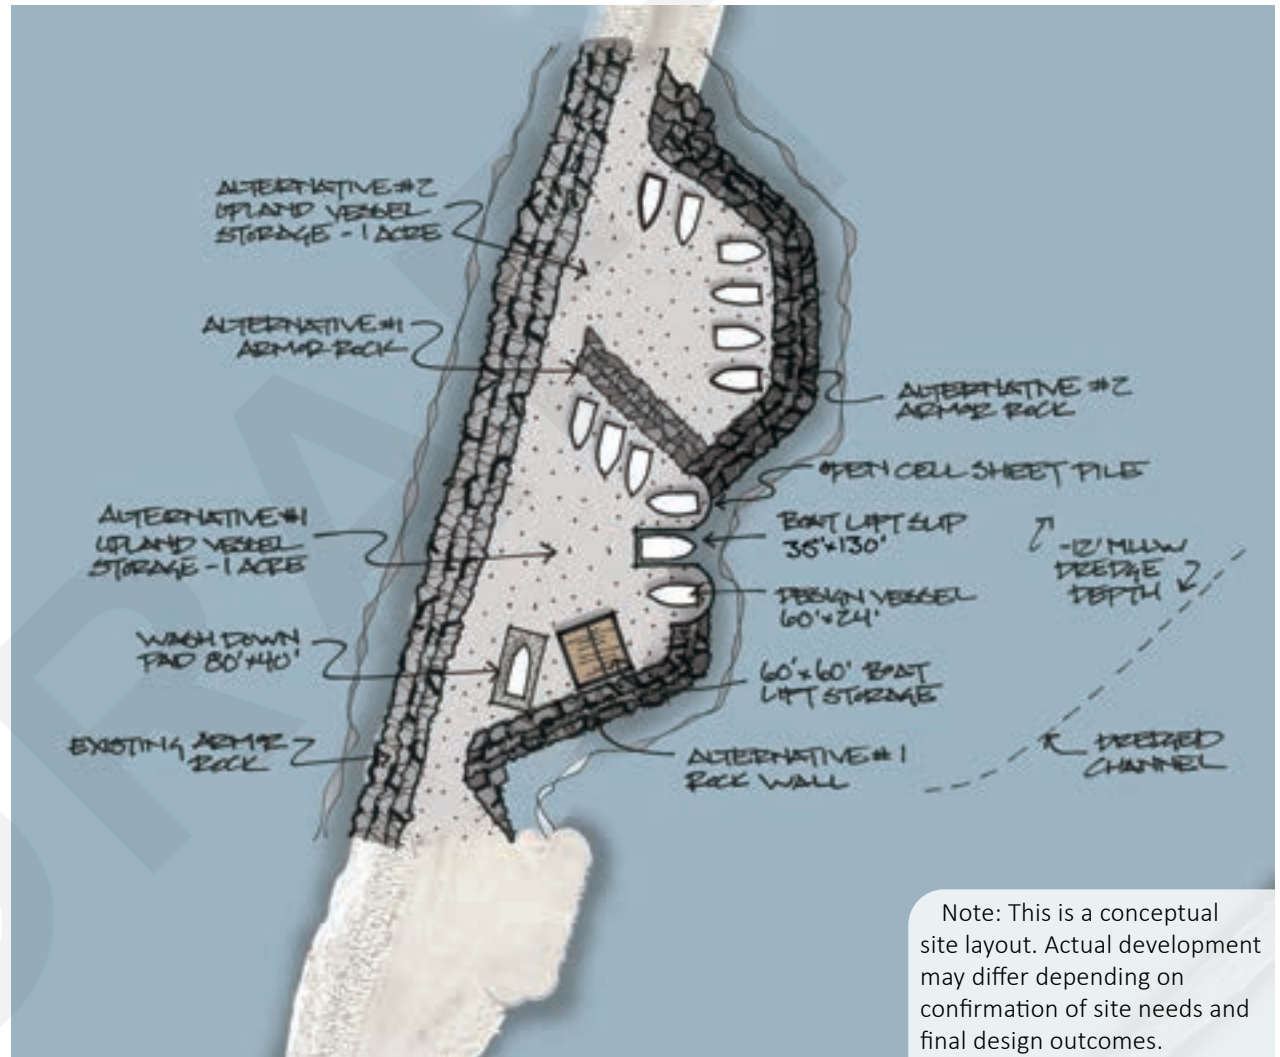 ALTERNATIVE #2
UPLAND VESSEL
STORAGE - 1 ACRE
ALTERNATIVE #1
ARMOR ROCK
ALTERNATIVE #2
ARMOR ROCK
OPEN CELL SHEET PILE
ALTERNATIVE #1
UPLAND VESSEL
STORAGE - 1 ACRE
BOAT LIFT SLIP
35'x130'
-12' MLLW
DREDGE
DEPTH
DESIGN VESSEL
60'x24'
WASH DOWN
PAD 80'x40'
60'x60' BOAT
LIFT STORAGE
EXISTING ARMOR
ROCK
ALTERNATIVE #1
ROCK WALL
DREDGED
CHANNEL
Note: This is a conceptual
site layout. Actual development
may differ depending on
confirmation of site needs and
final design outcomes.
DRAFT